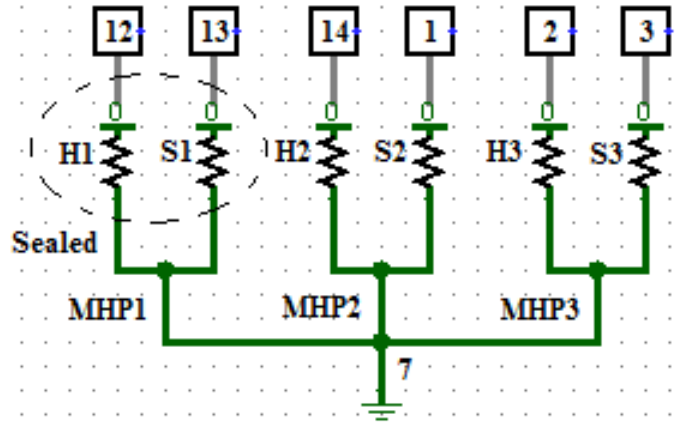 12 13 14 1 2 3
0 0 0 0 0 0
H1 S1 H2 S2 H3 S3
Sealed
MHP1 MHP2 MHP3
7